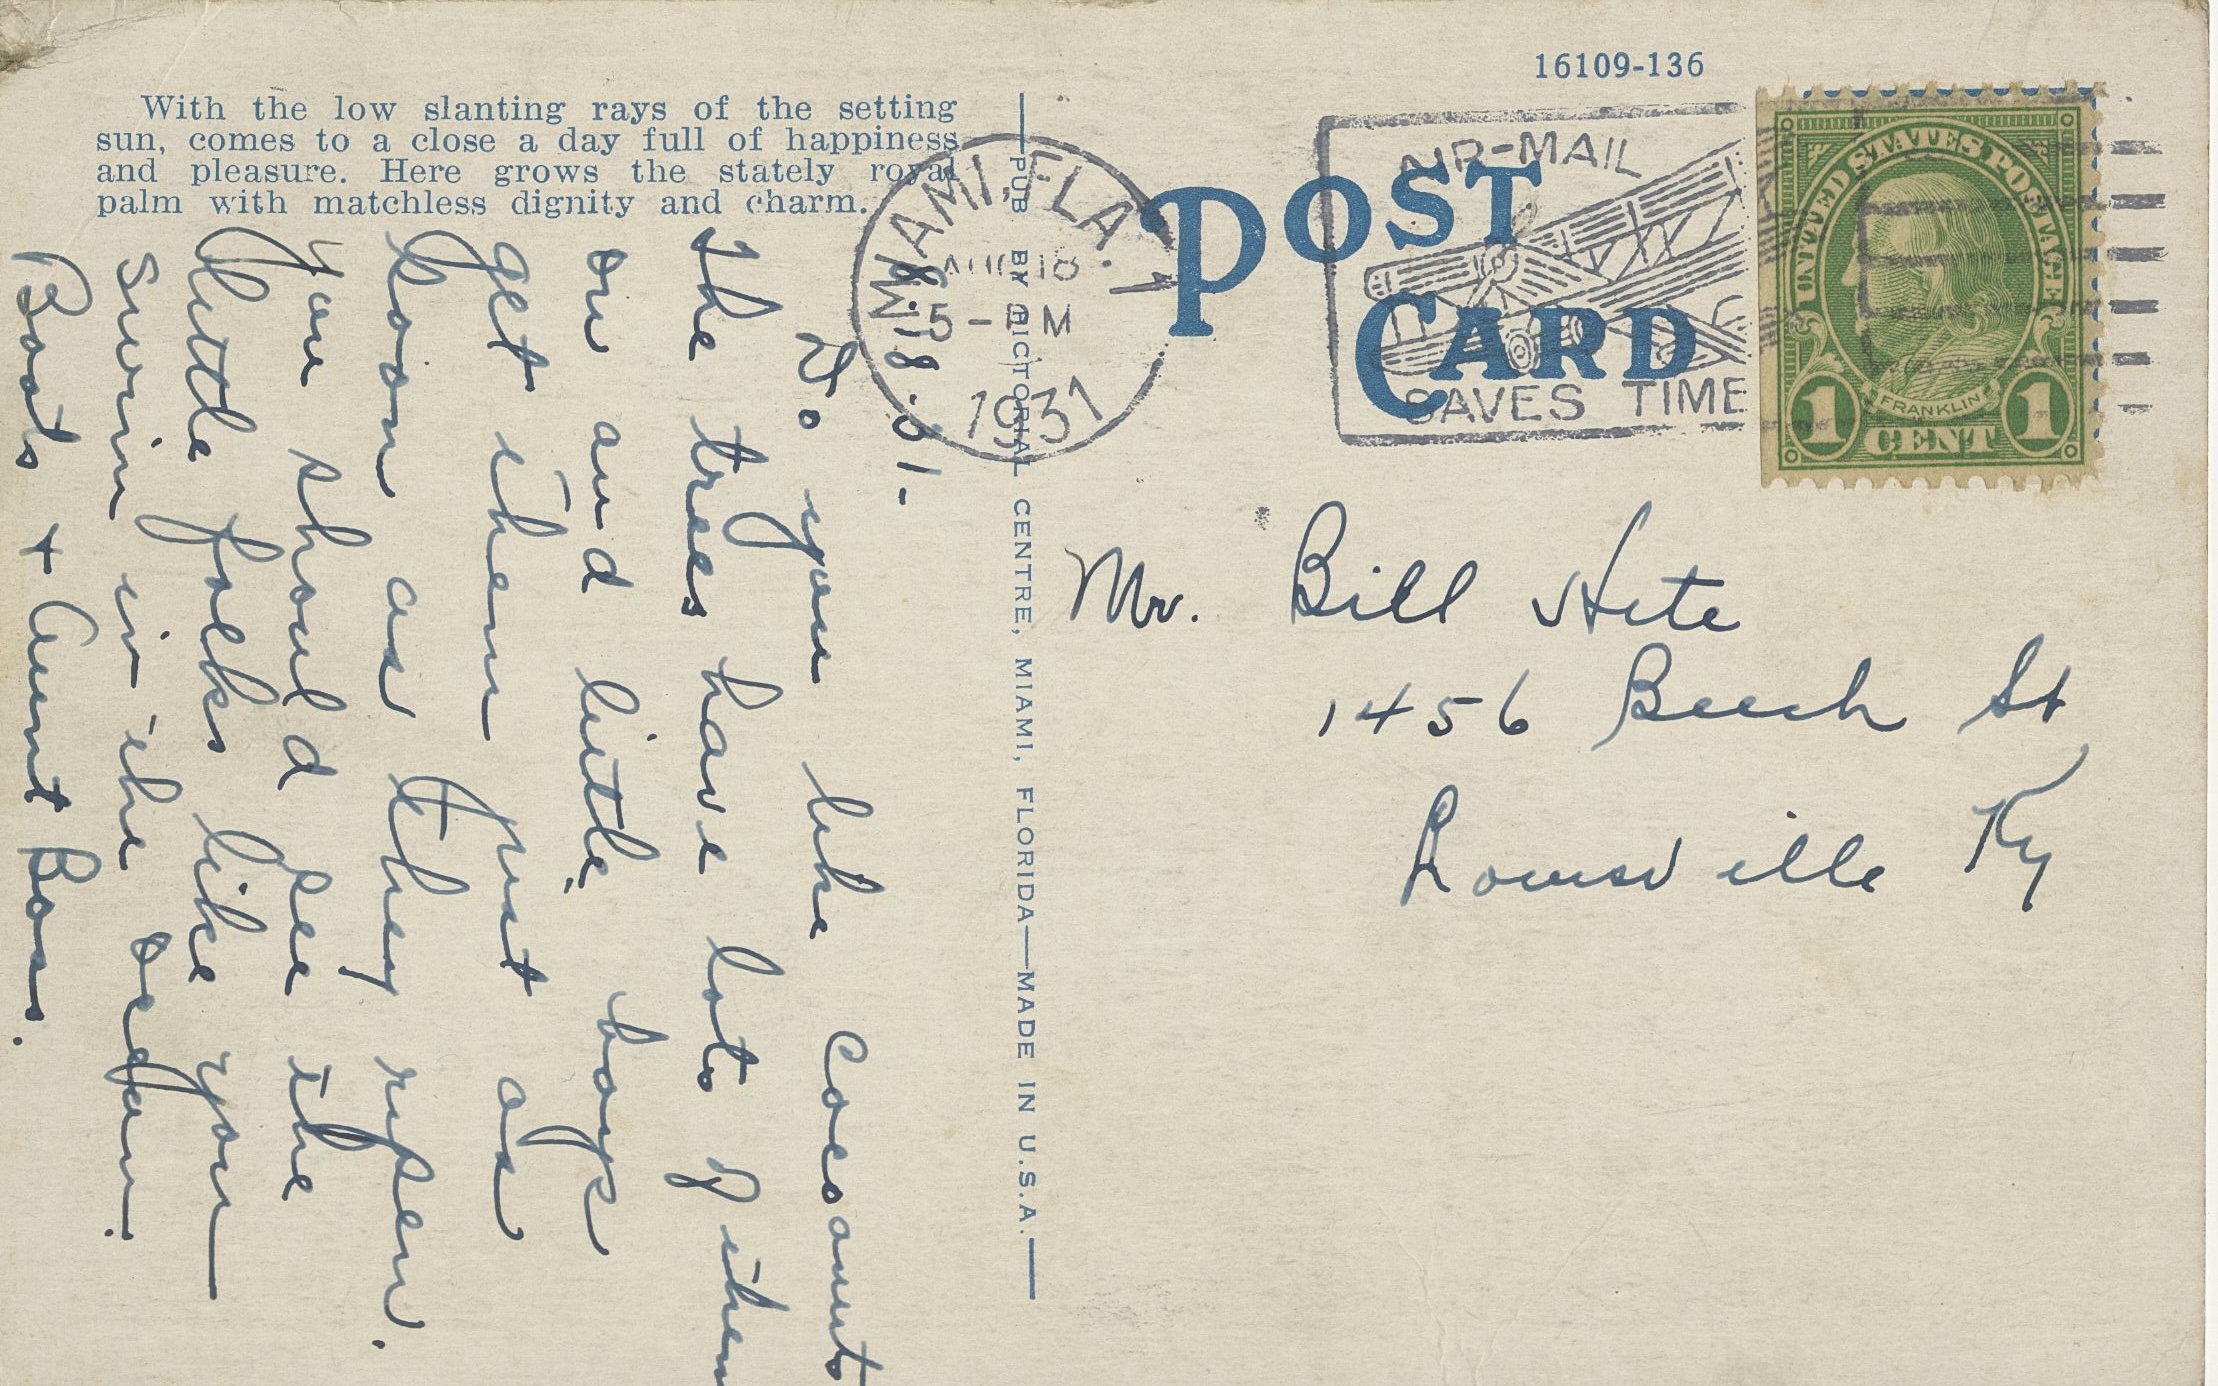 16109-136
With the low slanting rays of the setting
sun, comes to a close a day full of happiness
and pleasure. Here grows the stately royal
palm with matchless dignity and charm.
POST
CARD
MIAMI, FLA. 1
AUG 18
5-PM
1931
AIR-MAIL
SAVES TIME
UNITED STATES POSTAGE
FRANKLIN
1 CENT 1
PUB BY PICTORIAL CENTRE, MIAMI, FLORIDA—MADE IN U.S.A.
8.18.31-
Do you like cocoanuts
The trees have lots of them
on and little boys
get them just as
soon as they ripen.
You should see the
little folks like you
swim in the ocean.
Boots + Aunt Boss.
Mr. Bill Hite
1456 Beech St
Louisville Ky